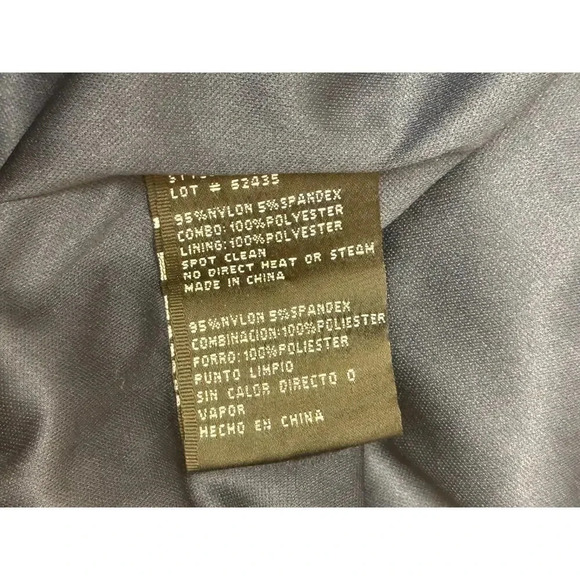 LOT # 52435
95%NYLON 5%SPANDEX
COMBO: 100%POLYESTER
LINING: 100%POLYESTER
SPOT CLEAN
NO DIRECT HEAT OR STEAM
MADE IN CHINA
95%NYLON 5%SPANDEX
COMBINACION:100%POLIESTER
FORRO: 100%POLIESTER
PUNTO LIMPIO
SIN CALOR DIRECTO O
VAPOR
HECHO EN CHINA